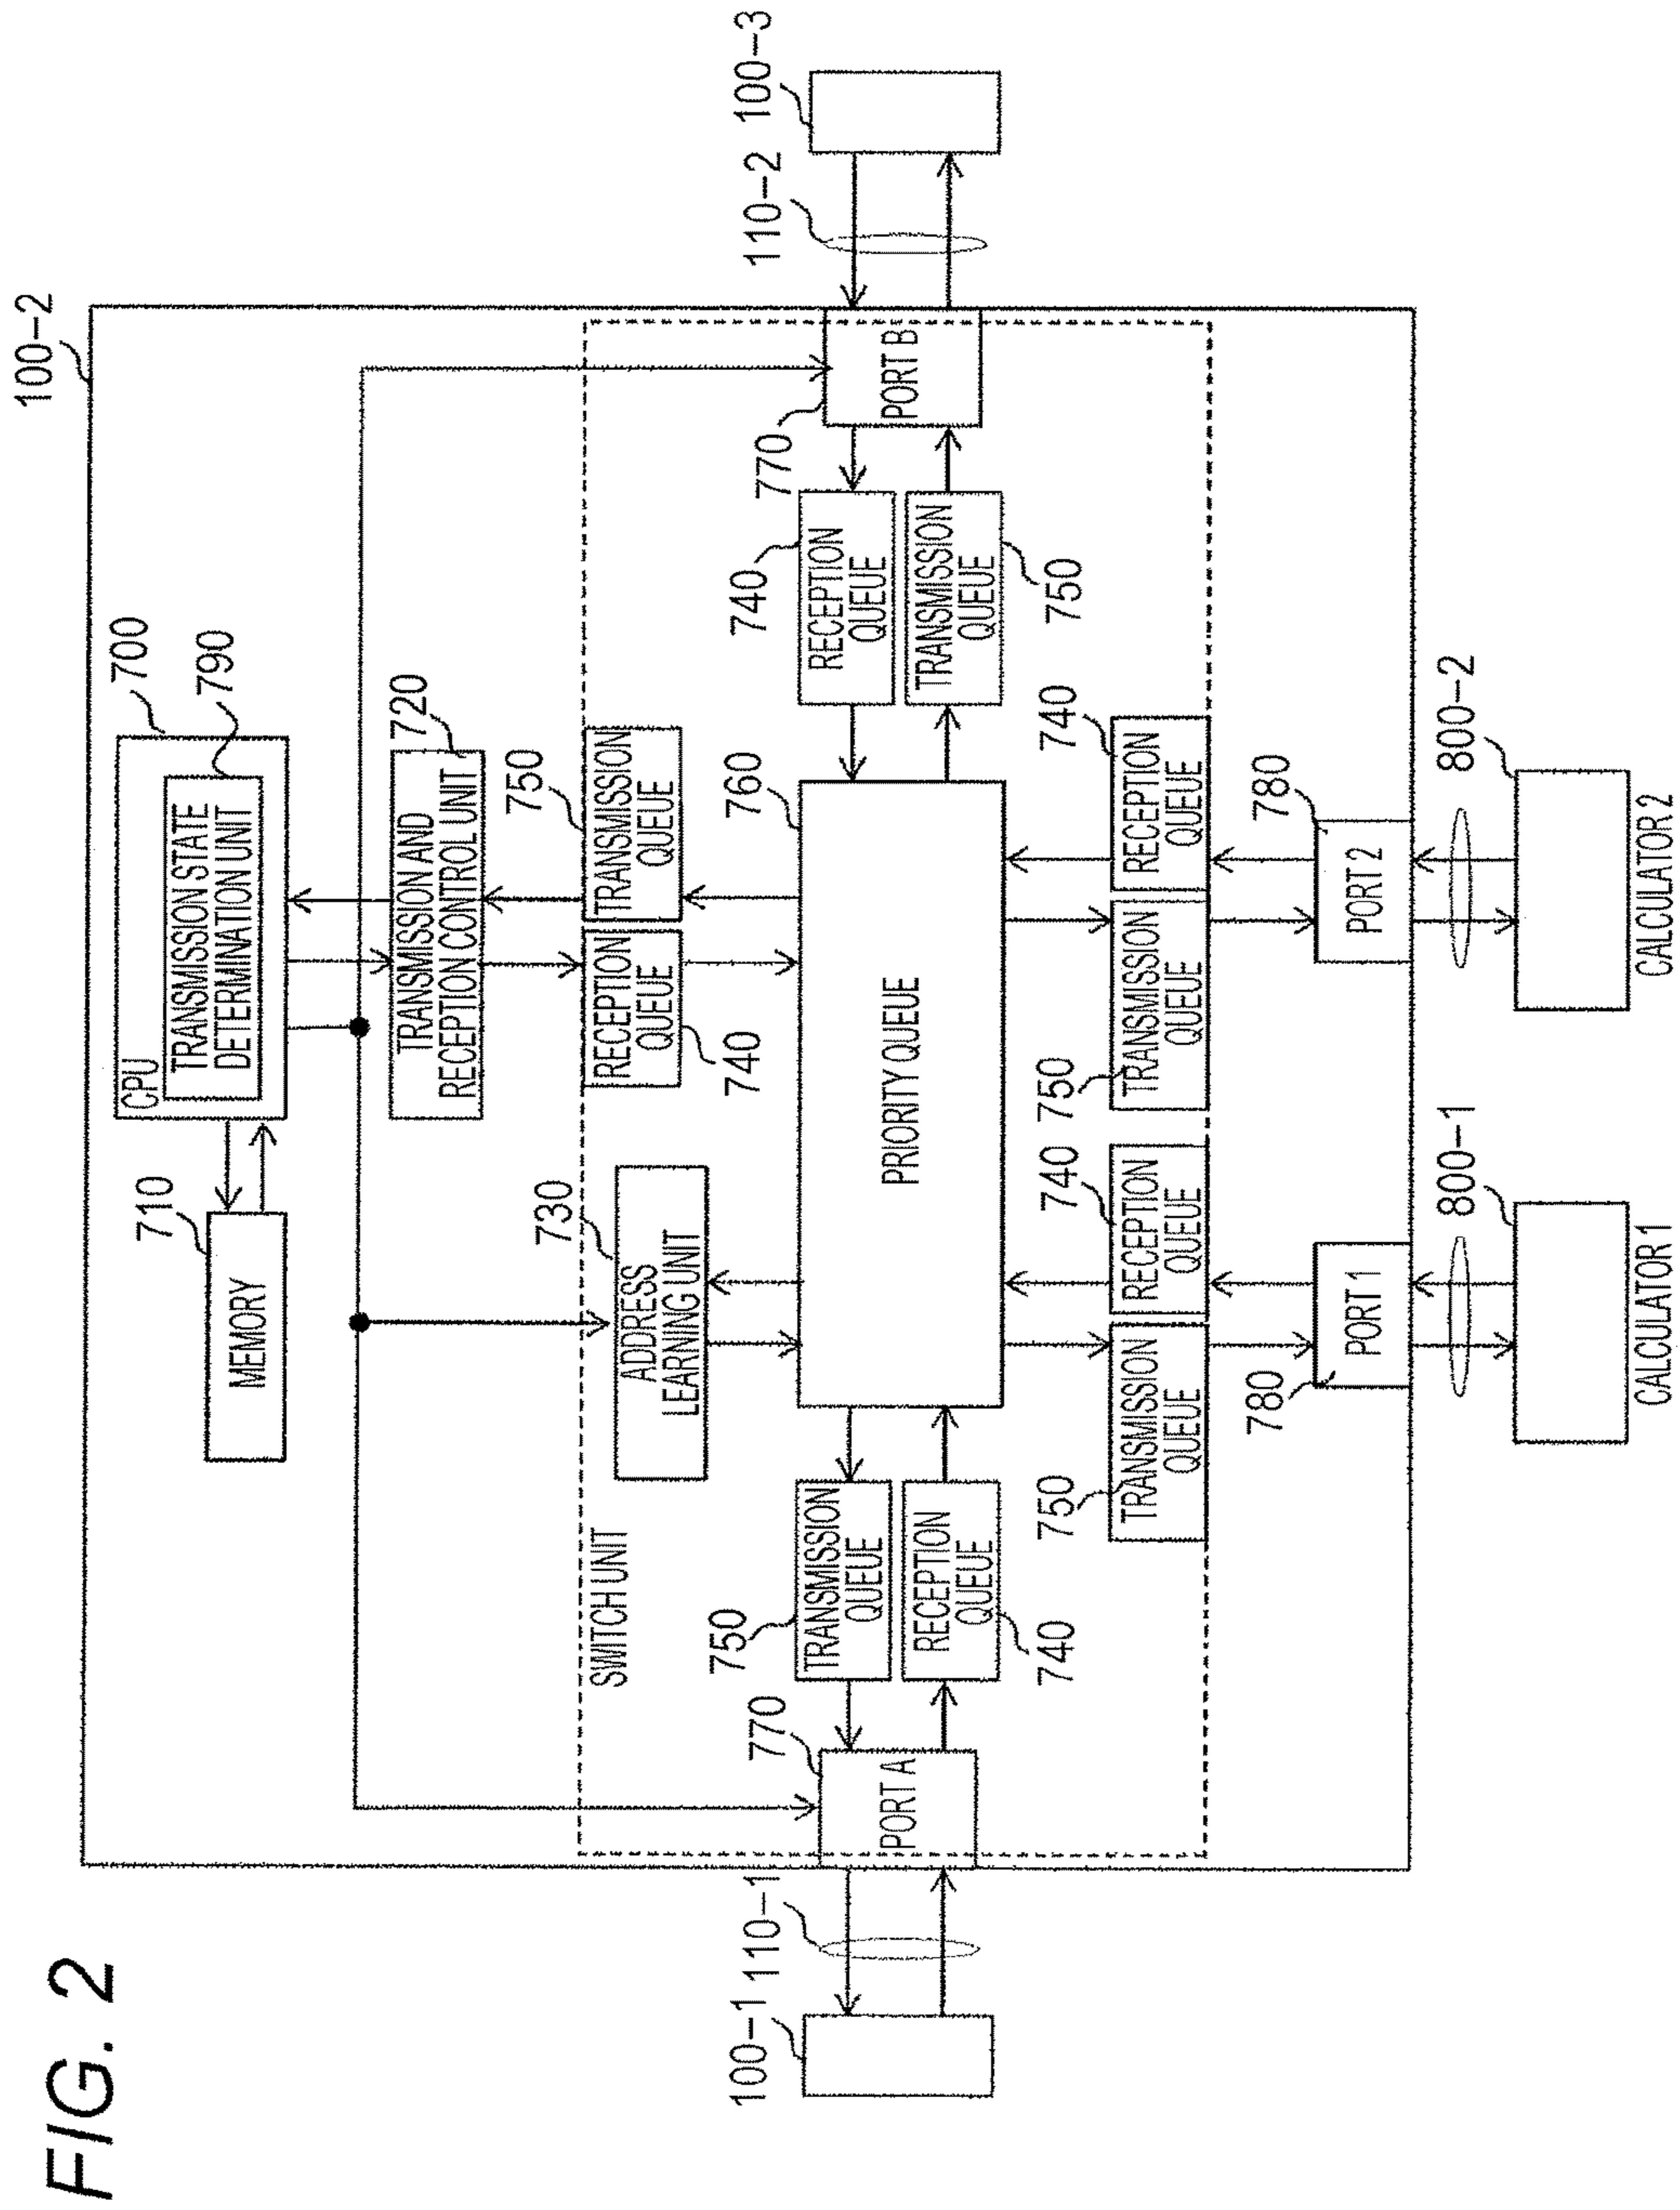 FIG. 2
100-2
700
790
CPU
TRANSMISSION STATE
DETERMINATION UNIT
710
MEMORY
720
TRANSMISSION AND
RECEPTION CONTROL UNIT
SWITCH UNIT
730
ADDRESS
LEARNING UNIT
740
RECEPTION
QUEUE
750
TRANSMISSION
QUEUE
100-1
110-1
770
PORT A
750
TRANSMISSION
QUEUE
740
RECEPTION
QUEUE
760
PRIORITY QUEUE
740
RECEPTION
QUEUE
750
TRANSMISSION
QUEUE
770
PORT B
110-2
100-3
750
TRANSMISSION
QUEUE
740
RECEPTION
QUEUE
750
TRANSMISSION
QUEUE
740
RECEPTION
QUEUE
780
PORT 1
780
PORT 2
800-1
CALCULATOR 1
800-2
CALCULATOR 2